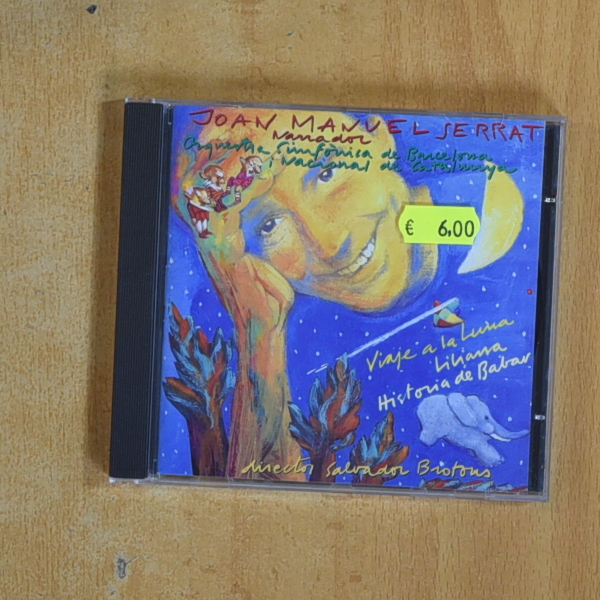 JOAN MANUEL SERRAT
Narrador
Orquestra Simfònica de Barcelona
i Nacional de Catalunya
€ 6,00
Viaje a la Luna
Liliana
Historia de Babar
director Salvador Brotons